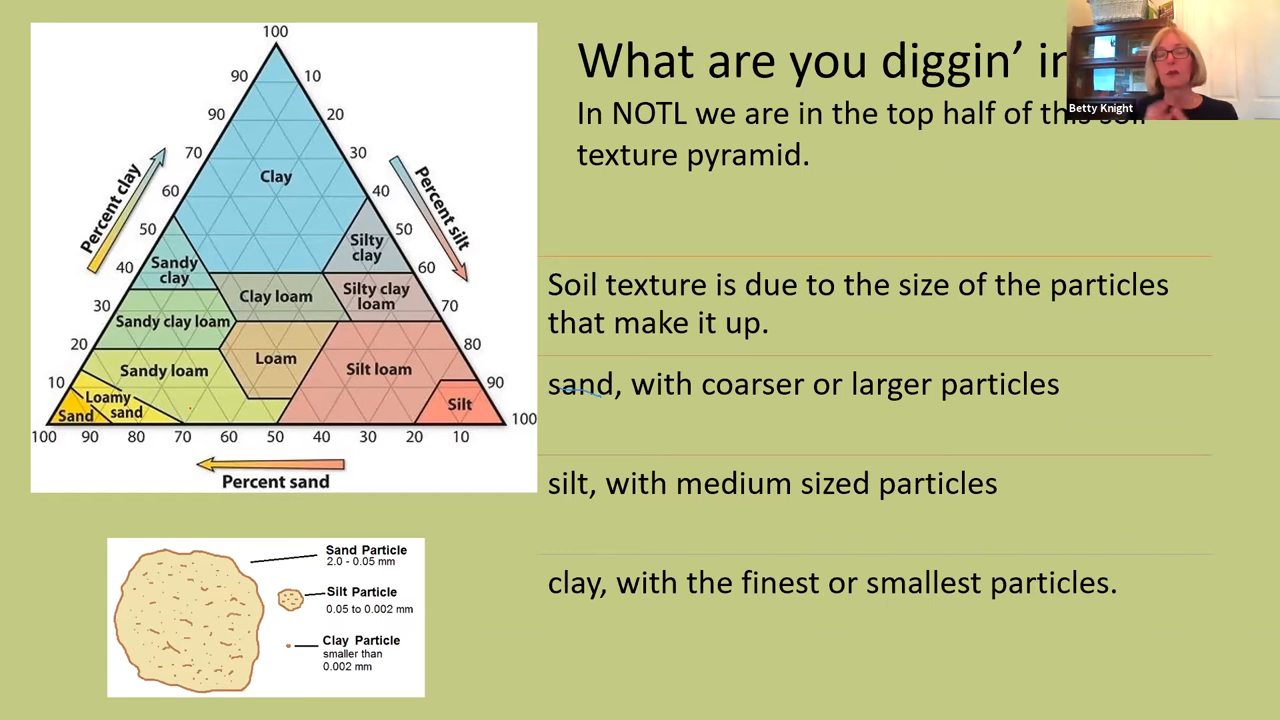 What are you diggin’ in
Betty Knight
In NOTL we are in the top half of this soil
texture pyramid.
Soil texture is due to the size of the particles
that make it up.
sand, with coarser or larger particles
silt, with medium sized particles
clay, with the finest or smallest particles.
100
90 10
90 20
70 30
Clay
60 40
50 50
Silty
clay
Sandy
clay
40 60
Clay loam
Silty clay
loam
30 70
Sandy clay loam
20 80
Loam
Sandy loam
Silt loam
10 90
Loamy
sand
Sand
Silt
100
100 90 80 70 60 50 40 30 20 10
Percent clay
Percent silt
Percent sand
Sand Particle
2.0 - 0.05 mm
Silt Particle
0.05 to 0.002 mm
Clay Particle
smaller than
0.002 mm